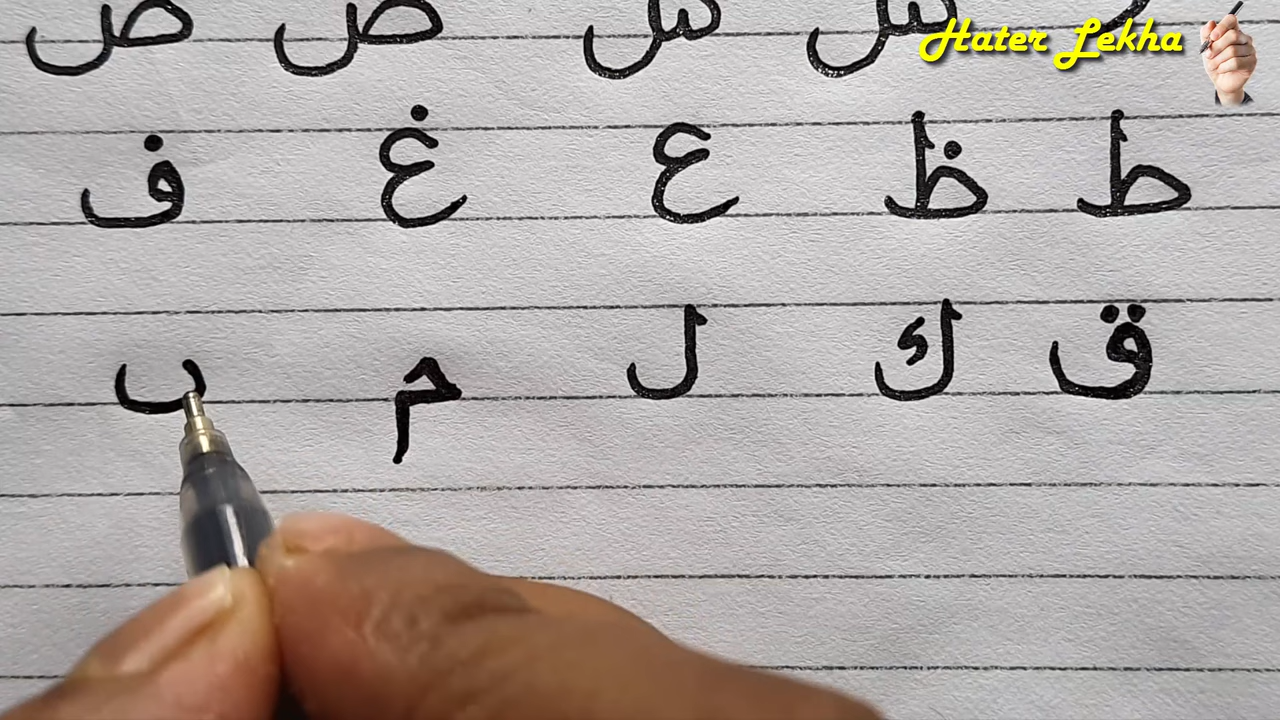 Hater Lekha
ط ظ ع غ ف
ق ك ل م